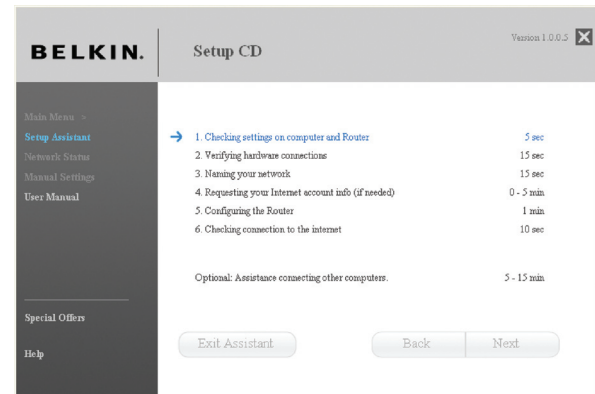 BELKIN.
Setup CD
Version 1.0.0.5
Main Menu >
Setup Assistant
Network Status
Manual Settings
User Manual
Special Offers
Help
1. Checking settings on computer and Router 5 sec
2. Verifying hardware connections 15 sec
3. Naming your network 15 sec
4. Requesting your Internet account info (if needed) 0 - 5 min
5. Configuring the Router 1 min
6. Checking connection to the internet 10 sec
Optional: Assistance connecting other computers. 5 - 15 min
Exit Assistant Back Next